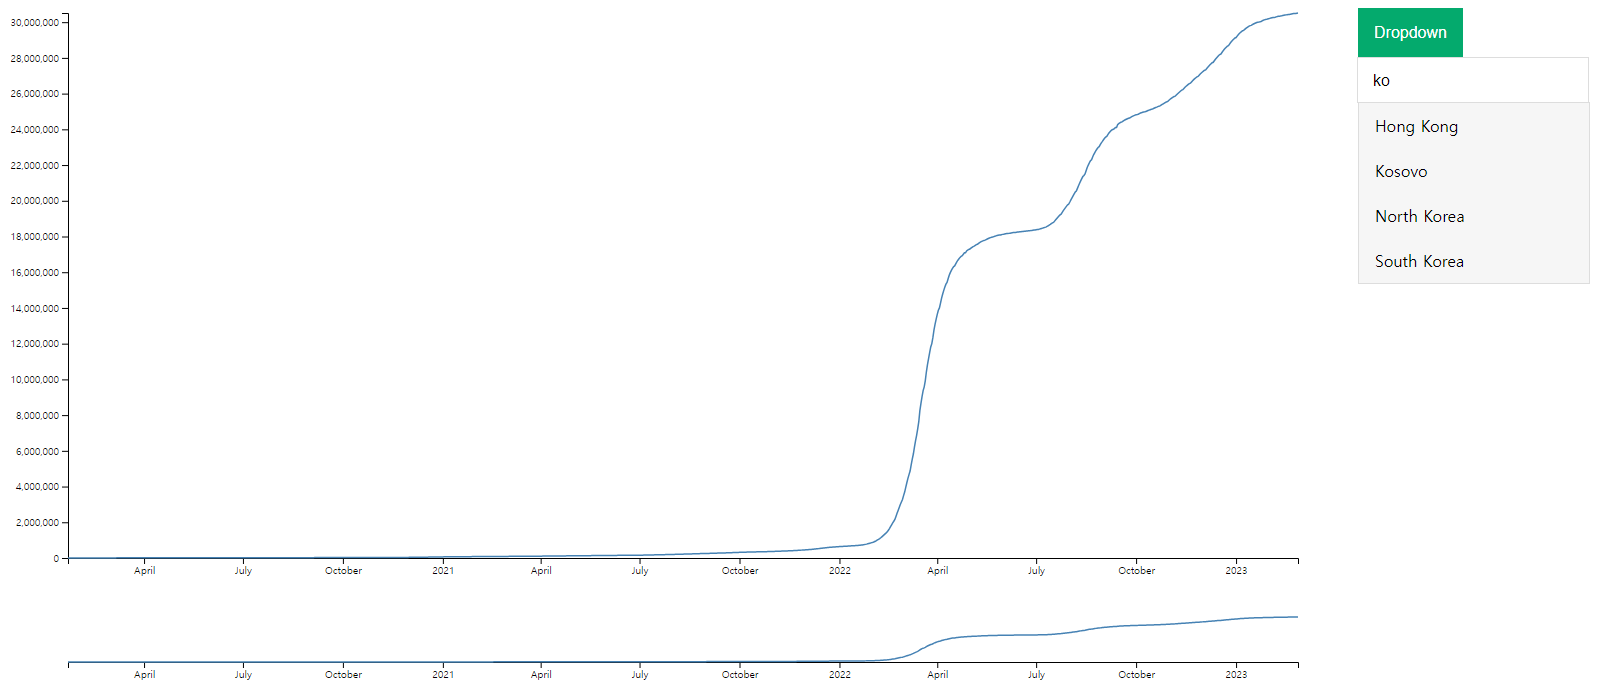 30,000,000
28,000,000
26,000,000
24,000,000
22,000,000
20,000,000
18,000,000
16,000,000
14,000,000
12,000,000
10,000,000
8,000,000
6,000,000
4,000,000
2,000,000
0
April July October 2021 April July October 2022 April July October 2023
April July October 2021 April July October 2022 April July October 2023
Dropdown
ko
Hong Kong
Kosovo
North Korea
South Korea